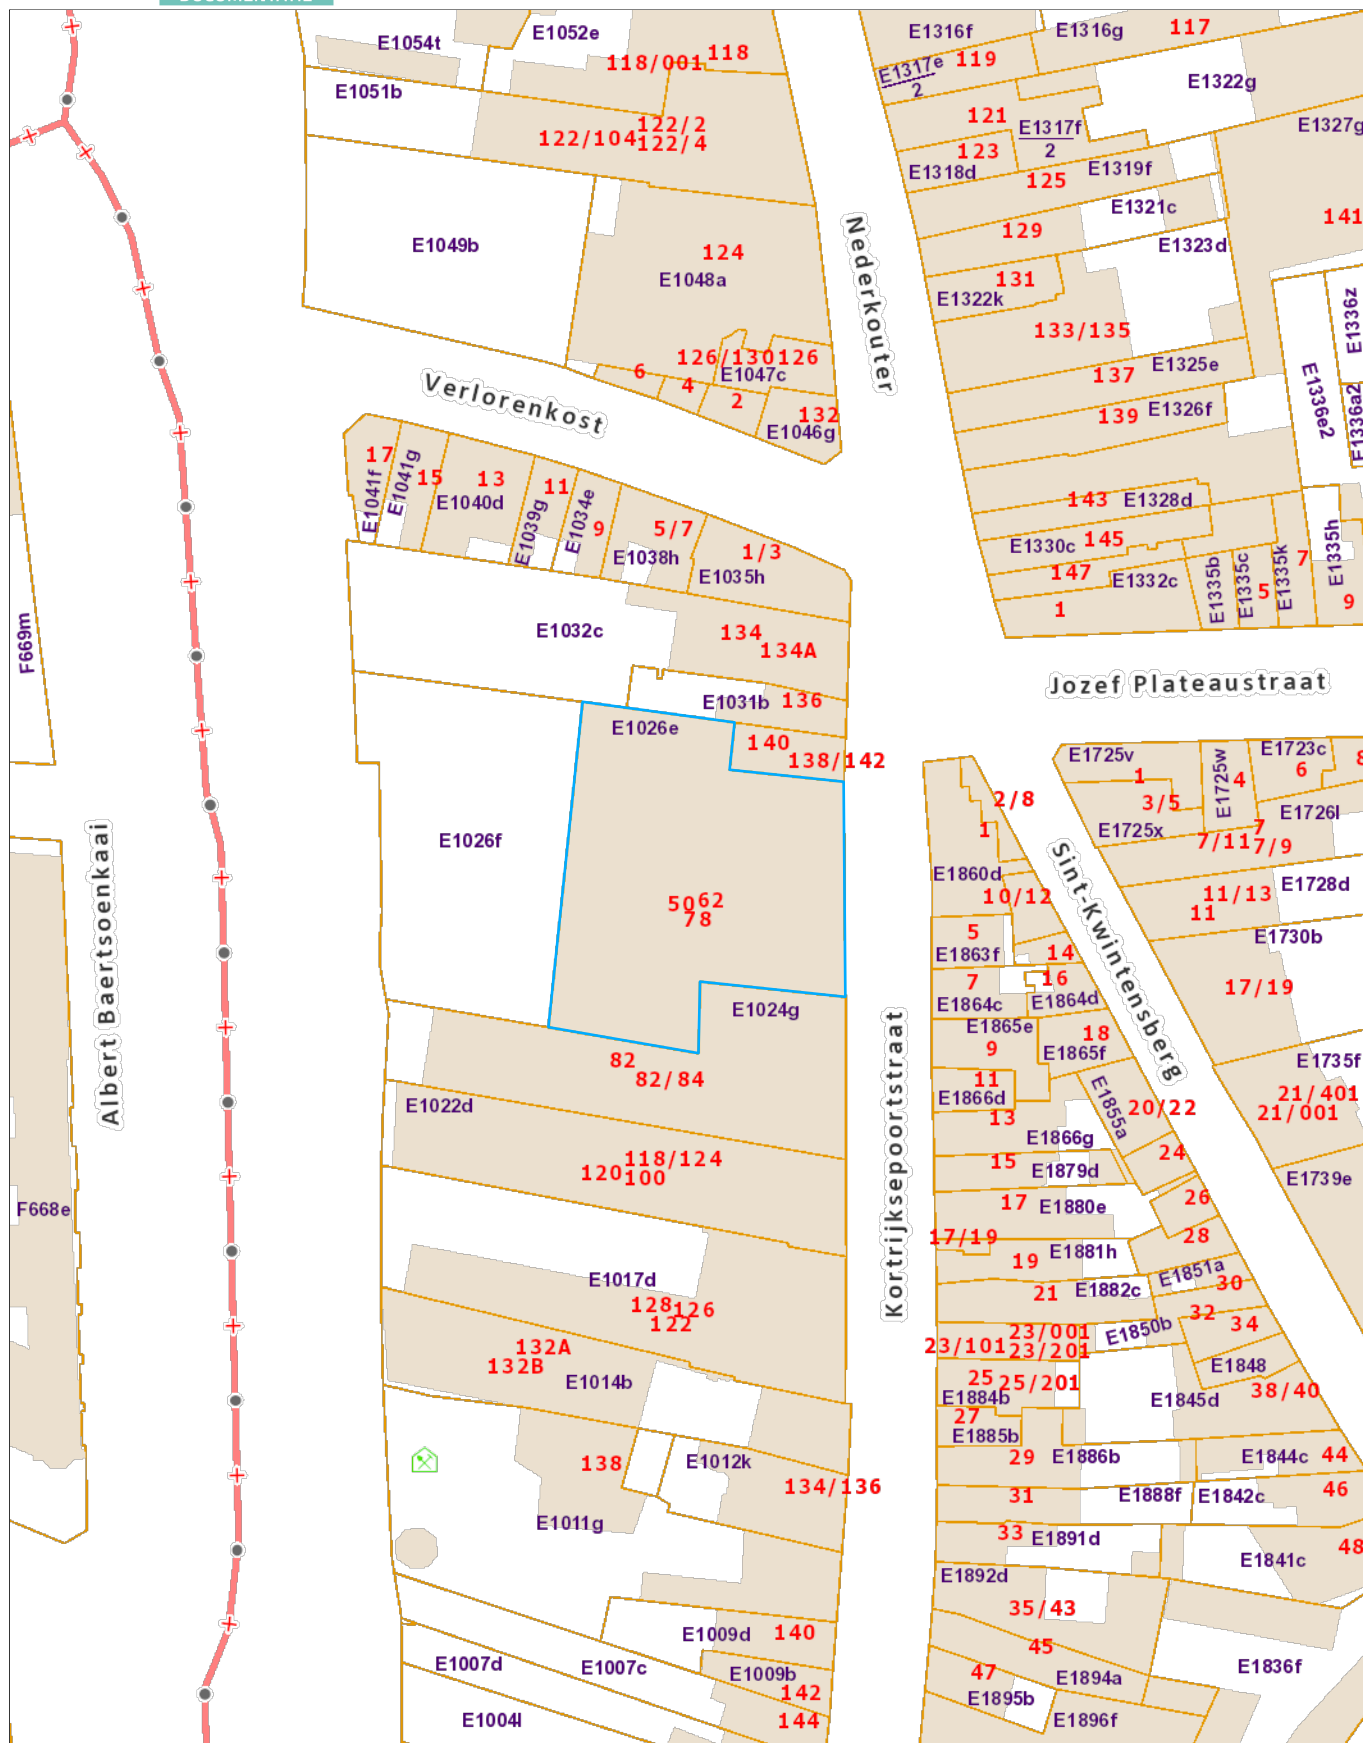 E1054t
E1052e
118/001
118
E1316f
E1316g
117
E1317e
2
119
E1322g
E1051b
122/104
122/2
122/4
121
E1317f
2
E1327g
123
E1318d
125
E1319f
E1321c
141
129
E1323d
E1049b
124
E1048a
Nederkouter
131
E1322k
133/135
E1336z
E1336e2
E1336a2
126/130
126
E1047c
6
4
2
132
E1046g
Verlorenkost
137
E1325e
139
E1326f
17
E1041f
E1041g
15
13
E1040d
11
E1039g
E1034e
9
5/7
E1038h
1/3
E1035h
143
E1328d
E1330c
145
147
E1332c
1
E1335b
E1335c
5
E1335k
7
E1335h
9
F669m
E1032c
134
134A
E1031b
136
Jozef Plateaustraat
E1026e
140
138/142
E1725v
1
3/5
E1725x
E1725w
4
E1723c
6
8
E1726l
7
7/11
7/9
2/8
1
E1026f
E1860d
10/12
Sint-Kwintensberg
11/13
11
E1728d
50
62
78
5
E1863f
14
E1730b
17/19
7
E1864c
16
E1864d
E1024g
Albert Baertsoenkaai
Kortrijksepoortstraat
E1865e
9
18
E1865f
E1735f
82
82/84
11
E1866d
E1855a
20/22
21/401
21/001
E1022d
13
E1866g
24
118/124
120
100
15
E1879d
E1739e
F668e
17
E1880e
26
28
17/19
19
E1881h
E1017d
21
E1882c
E1851a
30
128
126
122
32
34
23/001
23/101
23/201
E1850b
132A
132B
E1014b
25
25/201
E1884b
E1848
38/40
E1845d
27
E1885b
29
E1886b
E1844c
44
138
E1012k
134/136
E1011g
31
E1888f
E1842c
46
33
E1891d
E1841c
48
E1892d
35/43
E1009d
140
45
E1007d
E1007c
E1009b
142
47
E1894a
E1895b
E1896f
E1836f
E1004l
144